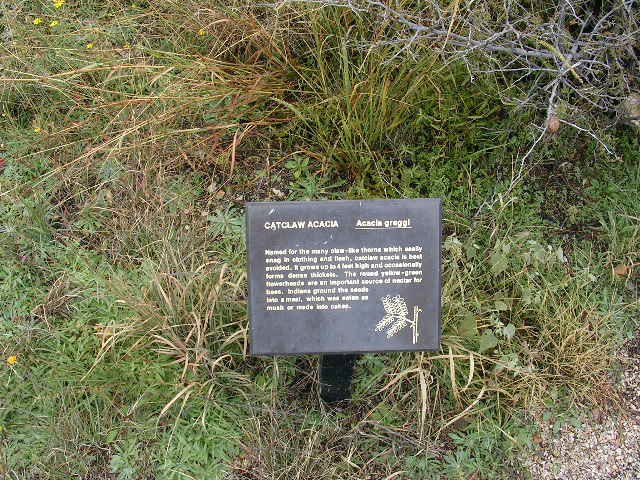 CATCLAW ACACIA Acacia greggi
Named for the many claw-like thorns which easily
snag in clothing and flesh, catclaw acacia is best
avoided. It grows up to 4 feet high and occasionally
forms dense thickets. The round yellow-green
flowerheads are an important source of nectar for
bees. Indians ground the seeds
into a meal, which was eaten as
mush or made into cakes.